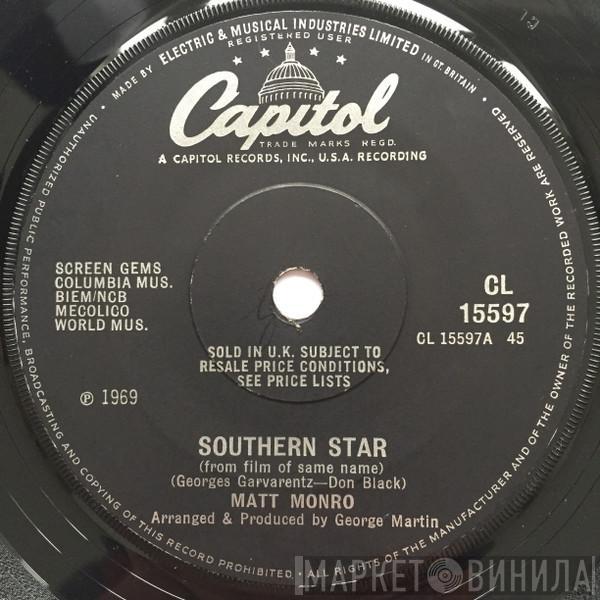 MADE BY ELECTRIC & MUSICAL INDUSTRIES LIMITED IN GT. BRITAIN • ALL RIGHTS OF THE MANUFACTURER AND OF THE OWNER OF THE RECORDED WORK ARE RESERVED •
UNAUTHORIZED PUBLIC PERFORMANCE, BROADCASTING AND COPYING OF THIS RECORD PROHIBITED.
REGISTERED USER
Capitol
TRADE MARKS REGD.
A CAPITOL RECORDS, INC., U.S.A. RECORDING
SCREEN GEMS
COLUMBIA MUS.
BIEM/NCB
MECOLICO
WORLD MUS.
CL
15597
CL 15597A 45
SOLD IN U.K. SUBJECT TO
RESALE PRICE CONDITIONS,
SEE PRICE LISTS
℗ 1969
SOUTHERN STAR
(from film of same name)
(Georges Garvarentz—Don Black)
MATT MONRO
Arranged & Produced by George Martin
МАРКЕТ ВИНИЛА